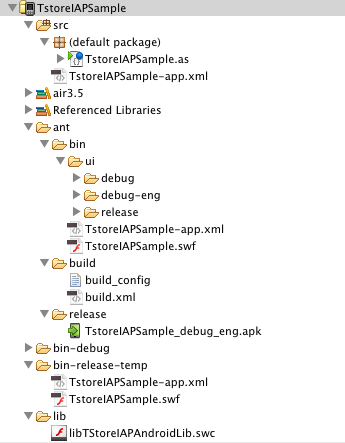 TstoreIAPSample
src
(default package)
TstoreIAPSample.as
TstoreIAPSample-app.xml
air3.5
Referenced Libraries
ant
bin
ui
debug
debug-eng
release
TstoreIAPSample-app.xml
TstoreIAPSample.swf
build
build_config
build.xml
release
TstoreIAPSample_debug_eng.apk
bin-debug
bin-release-temp
TstoreIAPSample-app.xml
TstoreIAPSample.swf
lib
libTStoreIAPAndroidLib.swc